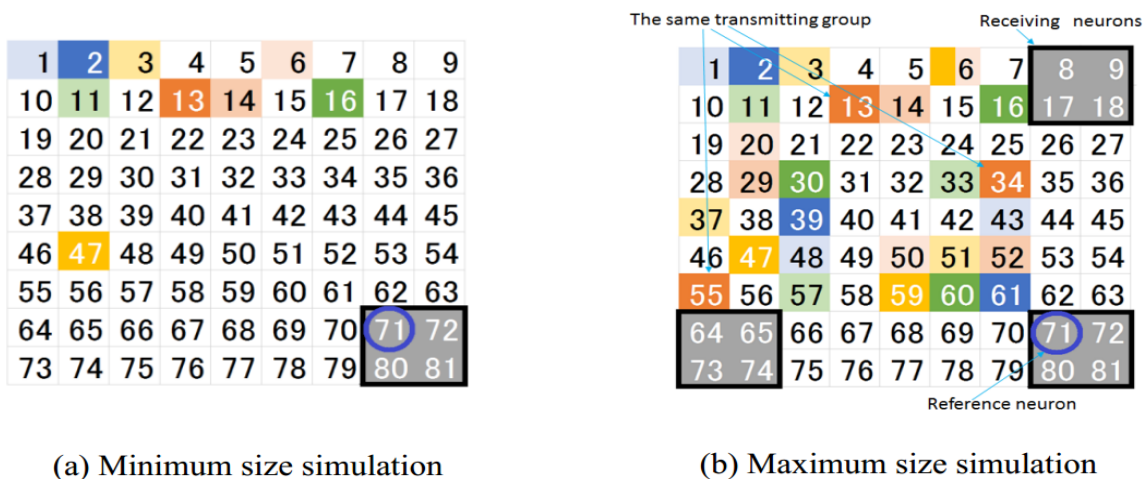 The same transmitting group
Receiving neurons
1 2 3 4 5 6 7 8 9
10 11 12 13 14 15 16 17 18
19 20 21 22 23 24 25 26 27
28 29 30 31 32 33 34 35 36
37 38 39 40 41 42 43 44 45
46 47 48 49 50 51 52 53 54
55 56 57 58 59 60 61 62 63
64 65 66 67 68 69 70 71 72
73 74 75 76 77 78 79 80 81
1 2 3 4 5 6 7 8 9
10 11 12 13 14 15 16 17 18
19 20 21 22 23 24 25 26 27
28 29 30 31 32 33 34 35 36
37 38 39 40 41 42 43 44 45
46 47 48 49 50 51 52 53 54
55 56 57 58 59 60 61 62 63
64 65 66 67 68 69 70 71 72
73 74 75 76 77 78 79 80 81
Reference neuron
(a) Minimum size simulation
(b) Maximum size simulation